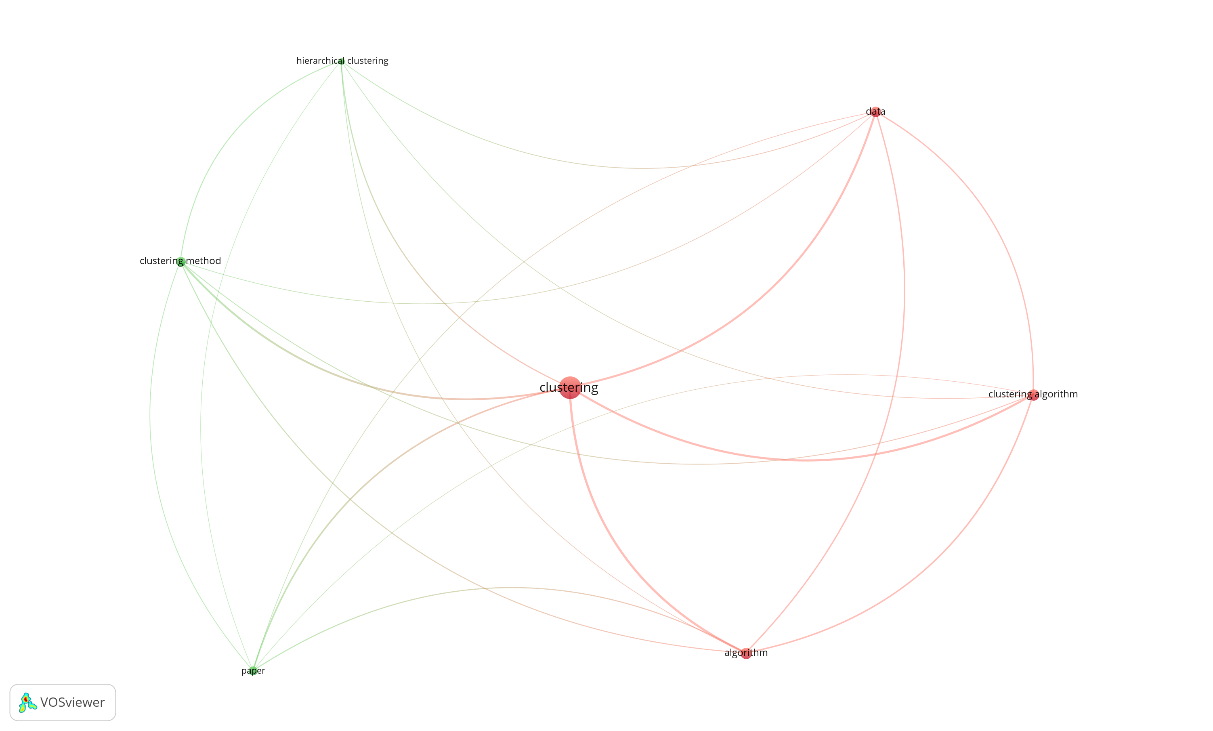 hierarchical clustering
data
clustering method
clustering
clustering algorithm
algorithm
paper
VOSviewer